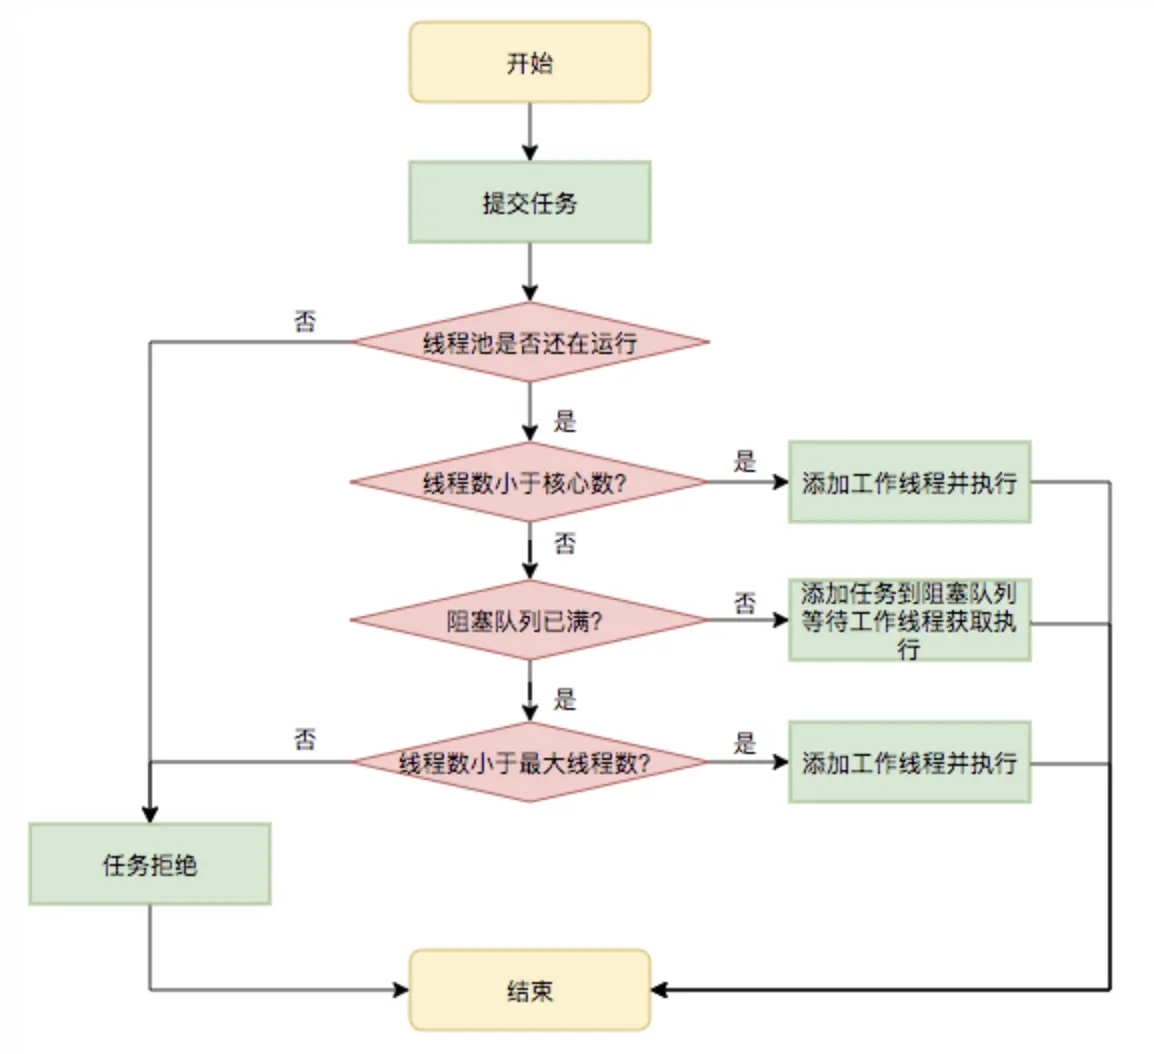 开始
提交任务
否
线程池是否还在运行
是
线程数小于核心数?
是
添加工作线程并执行
否
阻塞队列已满?
否
添加任务到阻塞队列
等待工作线程获取执
行
是
否
线程数小于最大线程数?
是
添加工作线程并执行
任务拒绝
结束